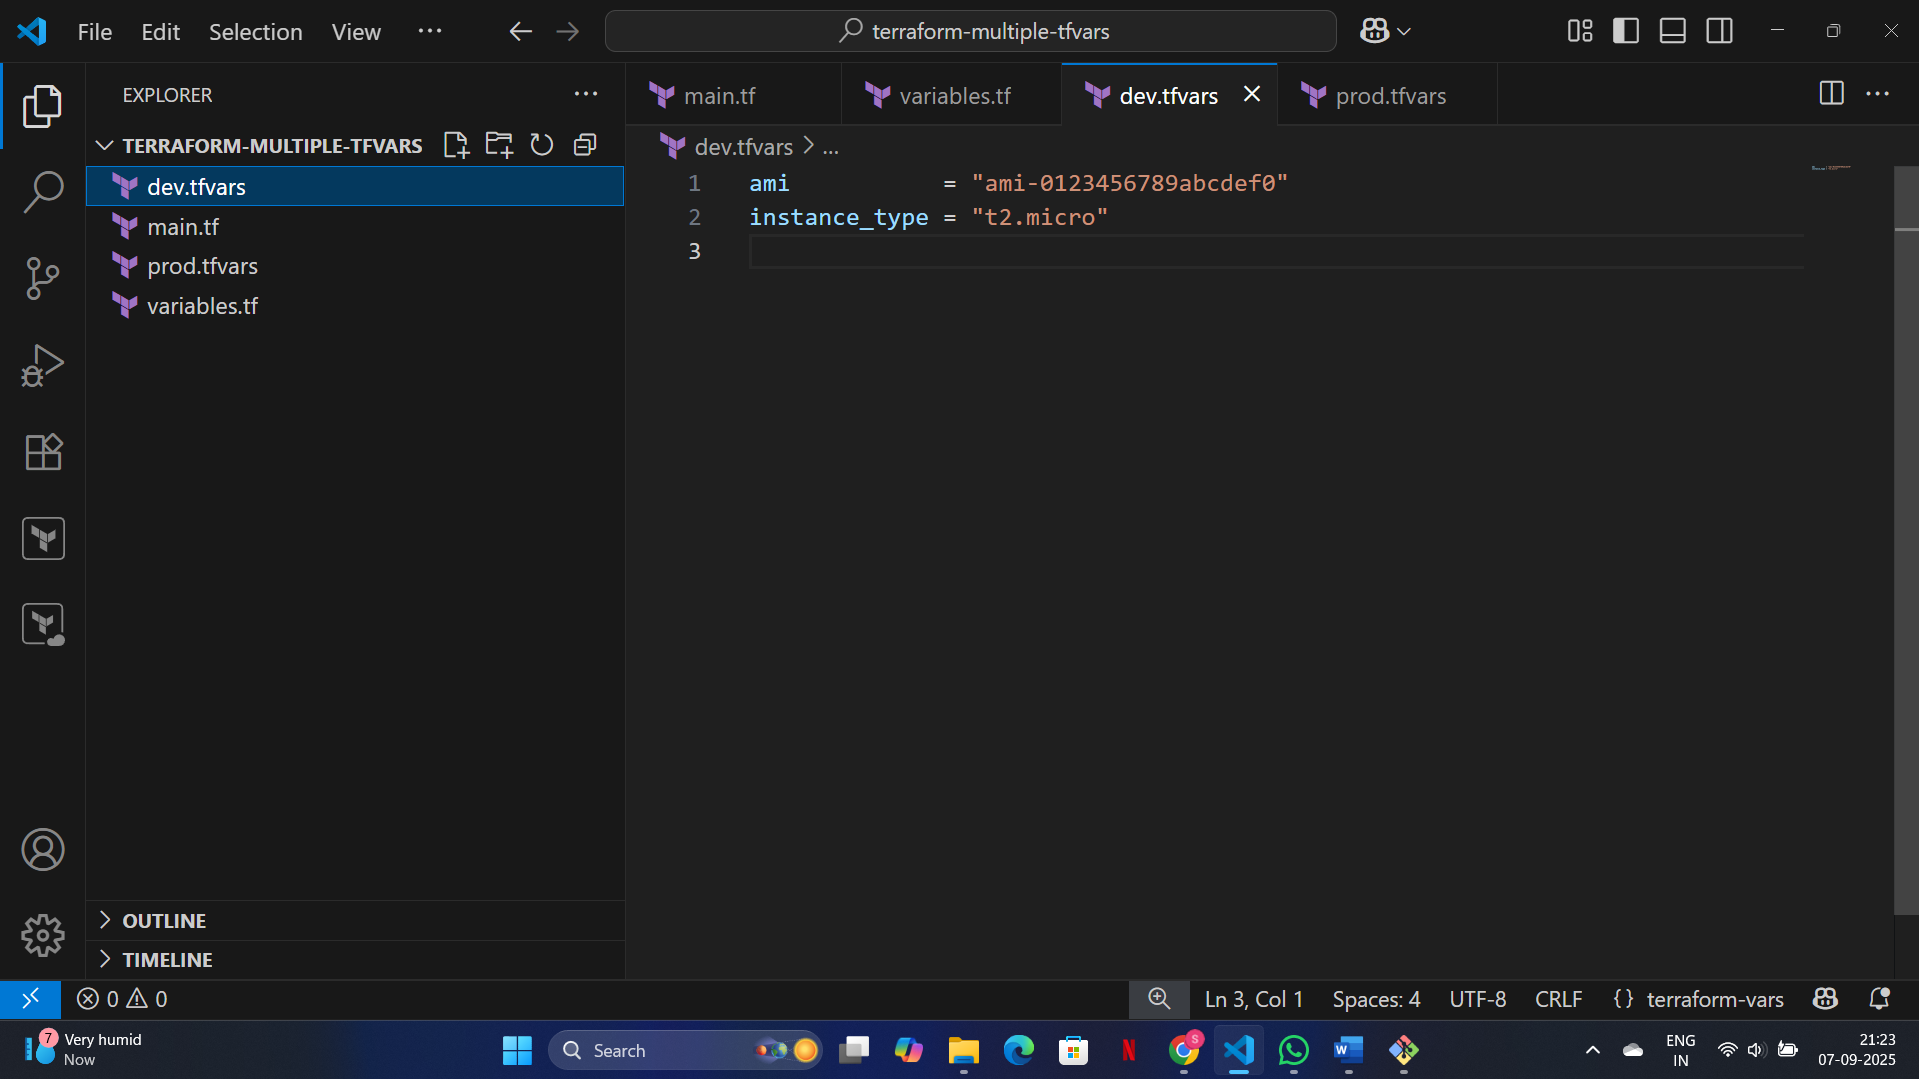 File Edit Selection View ...
terraform-multiple-tfvars
EXPLORER
TERRAFORM-MULTIPLE-TFVARS
dev.tfvars
main.tf
prod.tfvars
variables.tf
OUTLINE
TIMELINE
main.tf variables.tf dev.tfvars prod.tfvars
dev.tfvars > ...
1 ami = "ami-0123456789abcdef0"
2 instance_type = "t2.micro"
3
0 0 Ln 3, Col 1 Spaces: 4 UTF-8 CRLF {} terraform-vars
7 Very humid
Now
Search
S
N
W
ENG
IN
21:23
07-09-2025